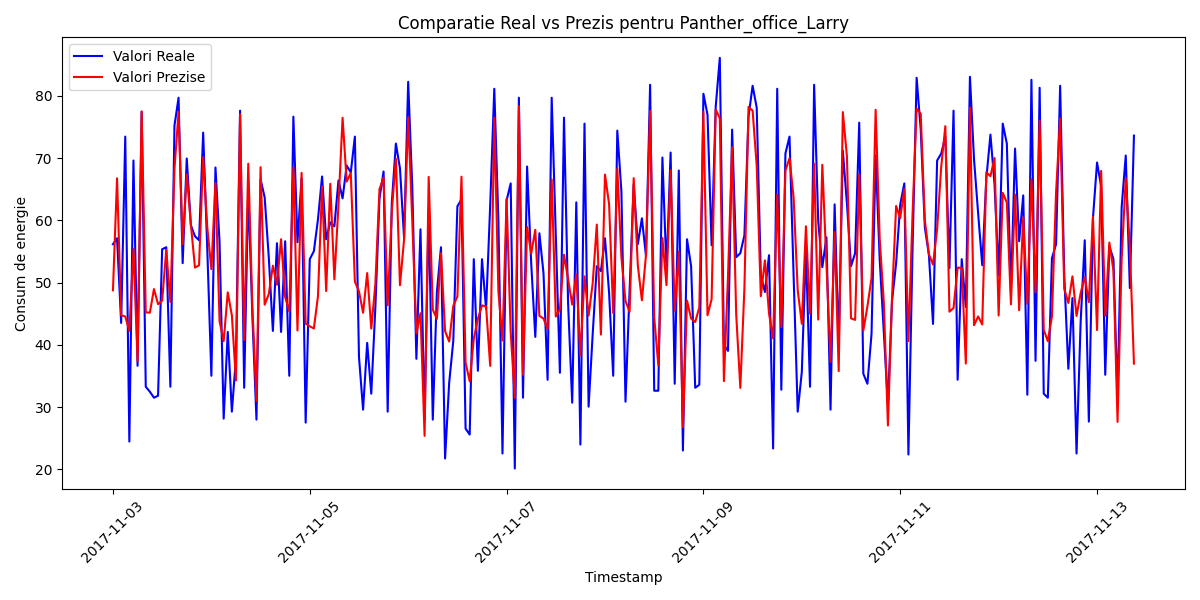 Comparatie Real vs Prezis pentru Panther_office_Larry
Valori Reale
Valori Prezise
Consum de energie
80
70
60
50
40
30
20
2017-11-03
2017-11-05
2017-11-07
2017-11-09
2017-11-11
2017-11-13
Timestamp